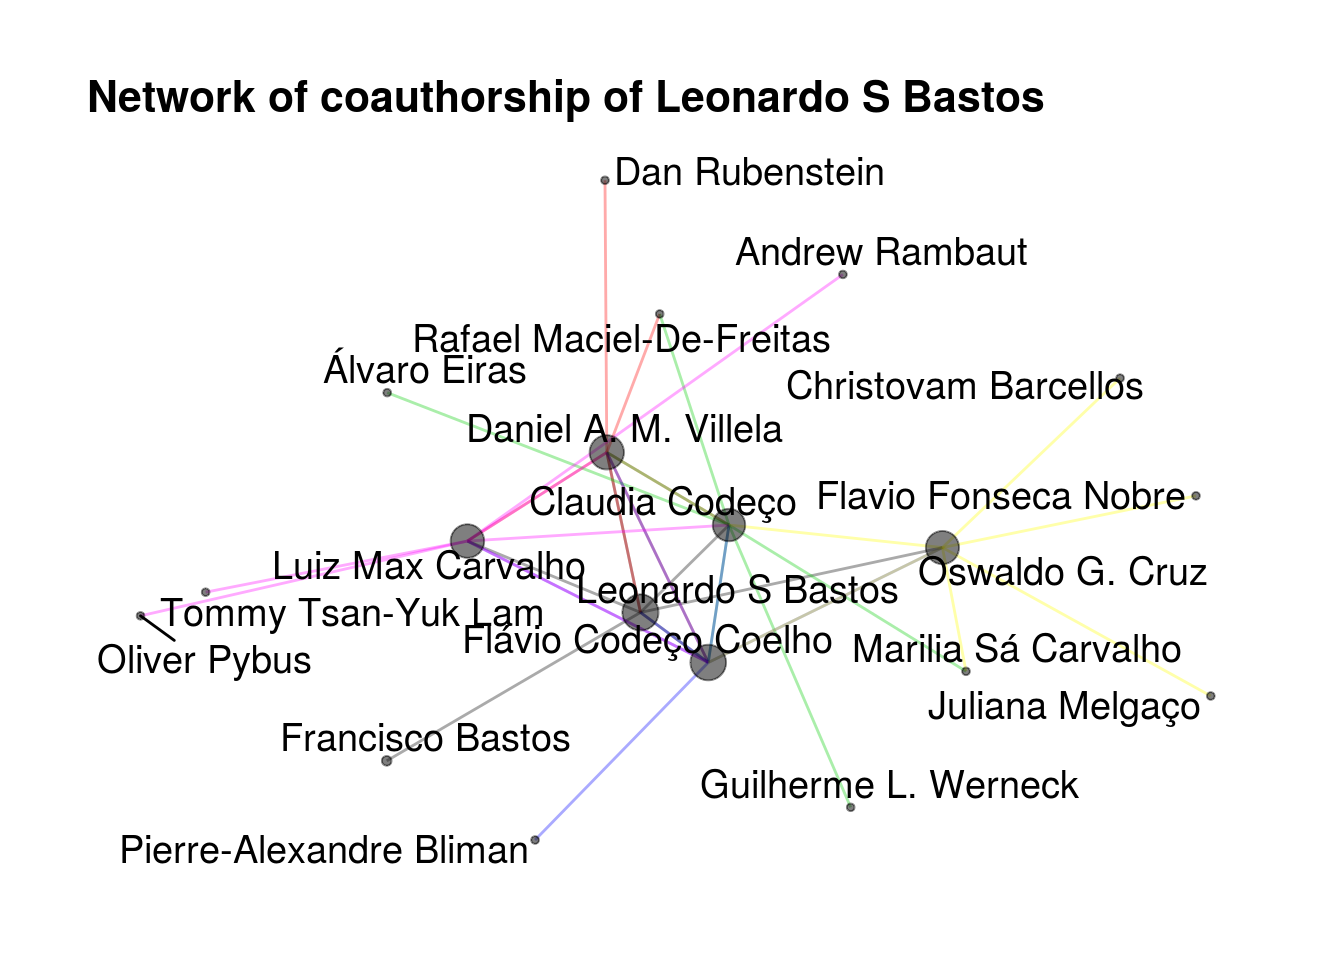 Network of coauthorship of Leonardo S Bastos
Dan Rubenstein
Andrew Rambaut
Rafael Maciel-De-Freitas
Álvaro Eiras
Christovam Barcellos
Daniel A. M. Villela
Claudia Codeço
Flavio Fonseca Nobre
Luiz Max Carvalho
Oswaldo G. Cruz
Leonardo S Bastos
Tommy Tsan-Yuk Lam
Flávio Codeço Coelho
Marilia Sá Carvalho
Oliver Pybus
Juliana Melgaço
Francisco Bastos
Guilherme L. Werneck
Pierre-Alexandre Bliman